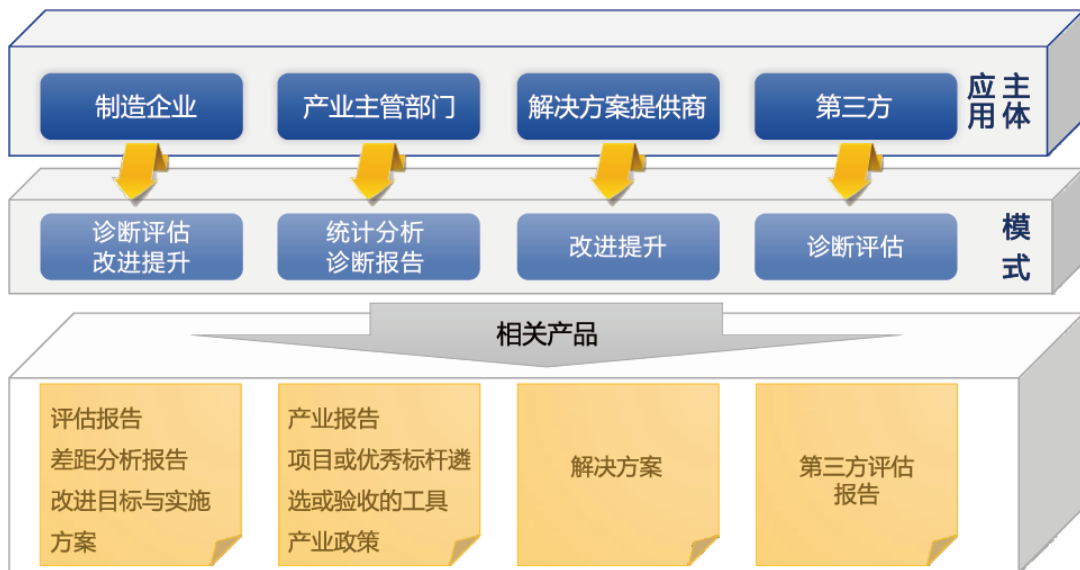 制造企业
产业主管部门
解决方案提供商
第三方
应用
主体
诊断评估
改进提升
统计分析
诊断报告
改进提升
诊断评估
模式
相关产品
评估报告
差距分析报告
改进目标与实施
方案
产业报告
项目或优秀标杆遴
选或验收的工具
产业政策
解决方案
第三方评估
报告